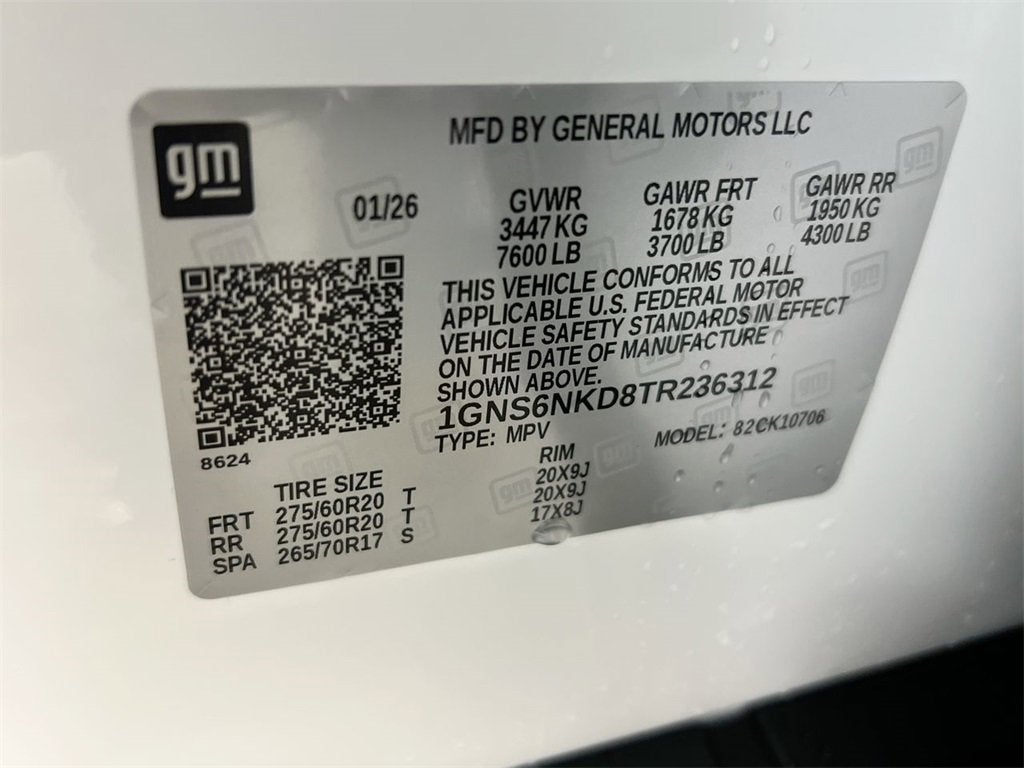 gm
MFD BY GENERAL MOTORS LLC
01/26
GVWR
3447 KG
7600 LB
GAWR FRT
1678 KG
3700 LB
GAWR RR
1950 KG
4300 LB
THIS VEHICLE CONFORMS TO ALL
APPLICABLE U.S. FEDERAL MOTOR
VEHICLE SAFETY STANDARDS IN EFFECT
ON THE DATE OF MANUFACTURE
SHOWN ABOVE.
1GNS6NKD8TR236312
TYPE: MPV
MODEL: 82CK10706
8624
TIRE SIZE RIM
FRT 275/60R20 T 20X9J
RR 275/60R20 T 20X9J
SPA 265/70R17 S 17X8J